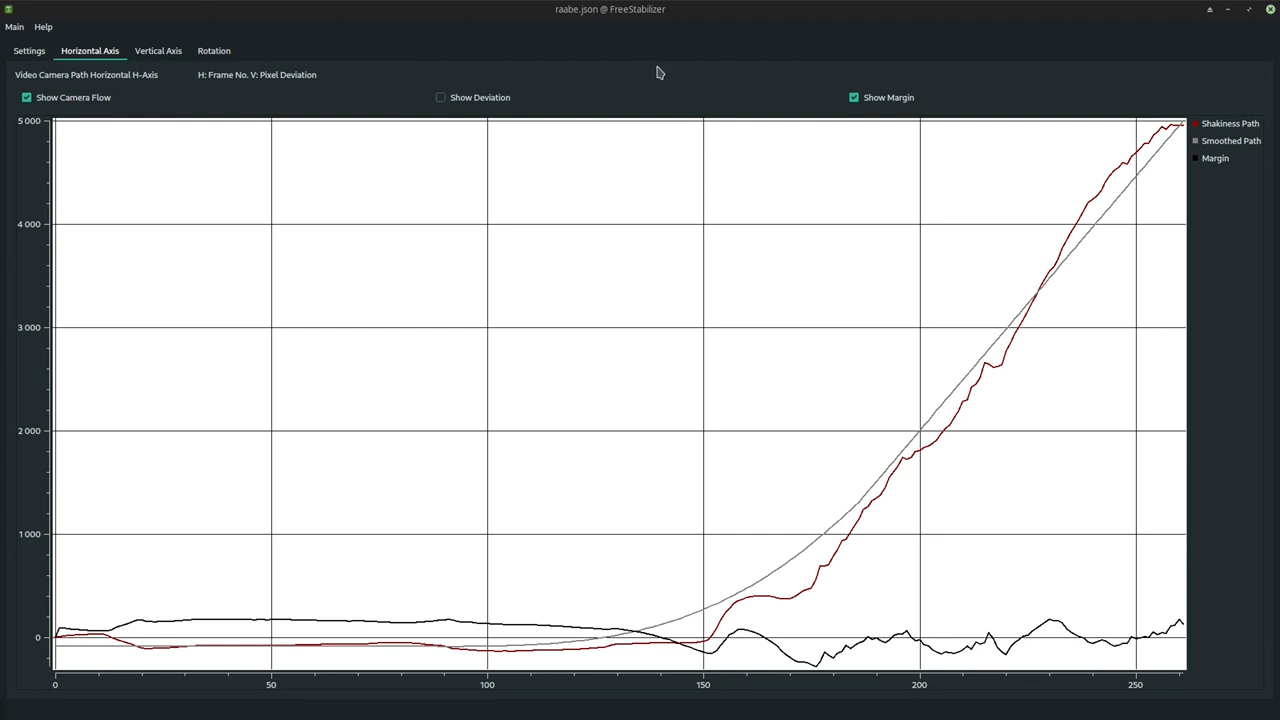 raabe.json @ FreeStabilizer
Main Help
Settings Horizontal Axis Vertical Axis Rotation
Video Camera Path Horizontal H-Axis H: Frame No. V: Pixel Deviation
Show Camera Flow Show Deviation Show Margin
5 000
4 000
3 000
2 000
1 000
0
Shakiness Path
Smoothed Path
Margin
0 50 100 150 200 250